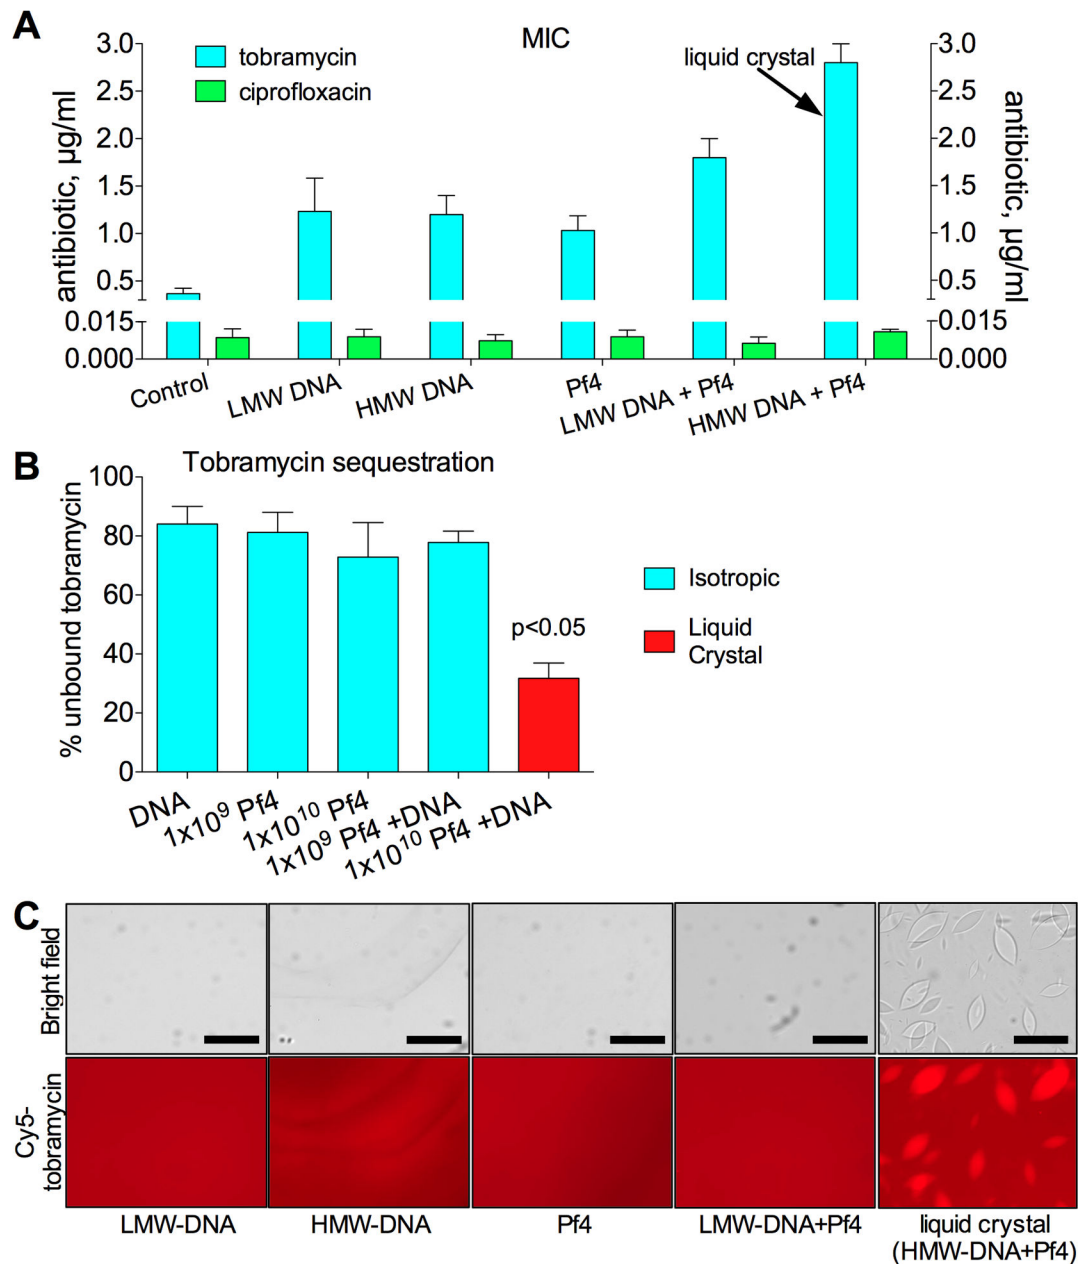 A
MIC
tobramycin
ciprofloxacin
liquid crystal
antibiotic, µg/ml
3.0
2.5
2.0
1.5
1.0
0.5
0.015
0.000
3.0
2.5
2.0
1.5
1.0
0.5
0.015
0.000
antibiotic, µg/ml
Control
LMW DNA
HMW DNA
Pf4
LMW DNA + Pf4
HMW DNA + Pf4
B
Tobramycin sequestration
% unbound tobramycin
100
80
60
40
20
0
p<0.05
Isotropic
Liquid
Crystal
DNA
1x10⁹ Pf4
1x10¹⁰ Pf4
1x10⁹ Pf4 +DNA
1x10¹⁰ Pf4 +DNA
C
Bright field
Cy5-
tobramycin
LMW-DNA
HMW-DNA
Pf4
LMW-DNA+Pf4
liquid crystal
(HMW-DNA+Pf4)